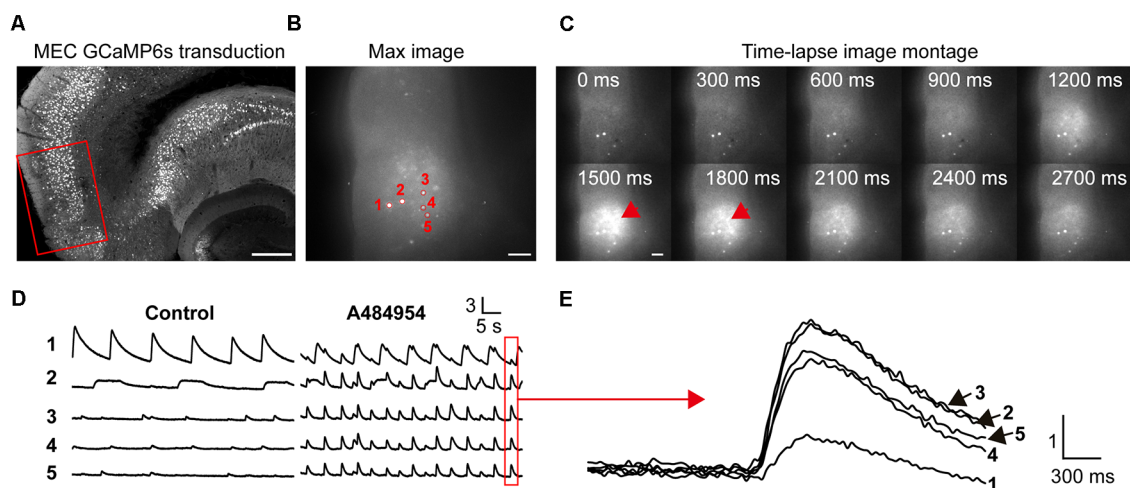 A
MEC GCaMP6s transduction
B
Max image
1
2
3
4
5
C
Time-lapse image montage
0 ms
300 ms
600 ms
900 ms
1200 ms
1500 ms
1800 ms
2100 ms
2400 ms
2700 ms
D
Control
A484954
3
5 s
1
2
3
4
5
E
3
2
5
4
1
1
300 ms